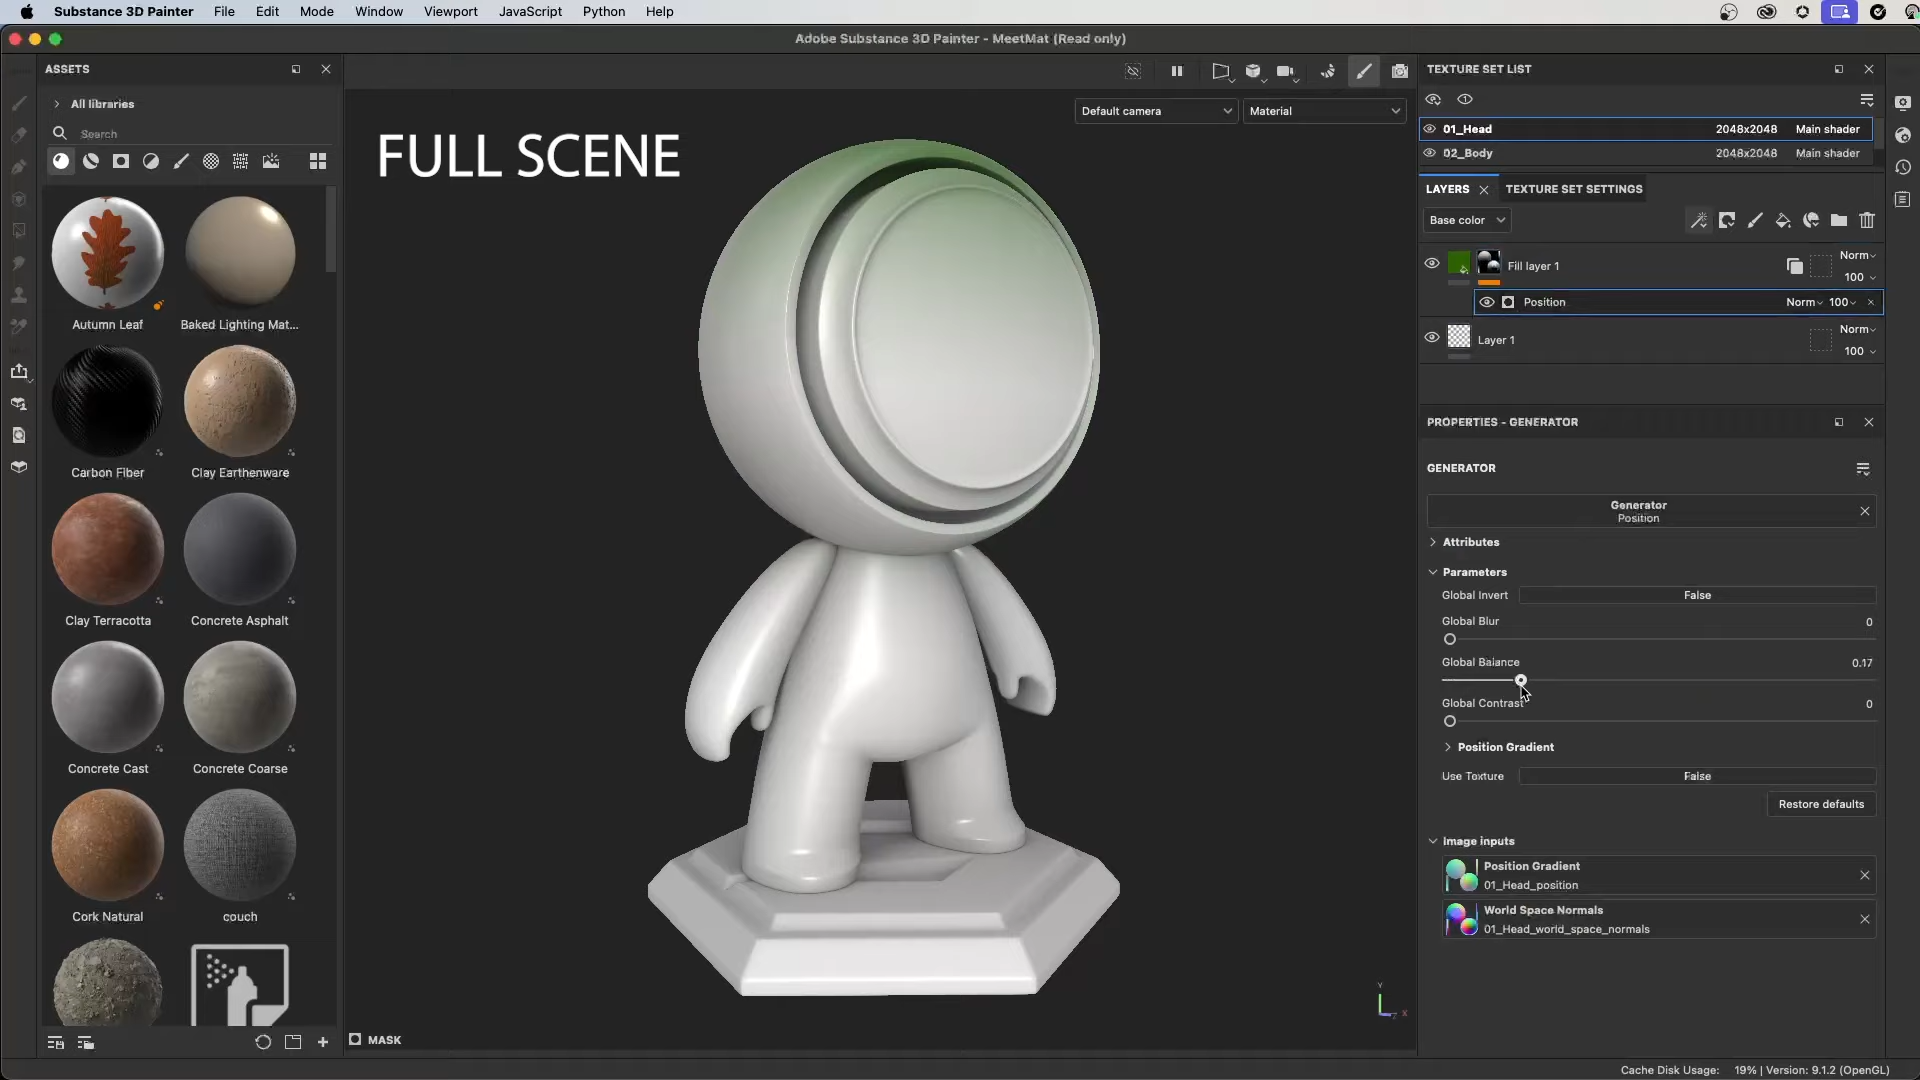 Substance 3D Painter File Edit Mode Window Viewport JavaScript Python Help
Adobe Substance 3D Painter - MeetMat (Read only)
ASSETS
All libraries
Search
Autumn Leaf
Baked Lighting Mat...
Carbon Fiber
Clay Earthenware
Clay Terracotta
Concrete Asphalt
Concrete Cast
Concrete Coarse
Cork Natural
couch
FULL SCENE
Default camera
Material
MASK
Y
Z X
TEXTURE SET LIST
01_Head 2048x2048 Main shader
02_Body 2048x2048 Main shader
LAYERS TEXTURE SET SETTINGS
Base color
Fill layer 1 Norm
100
Position Norm 100
Layer 1 Norm
100
PROPERTIES - GENERATOR
GENERATOR
Generator
Position
Attributes
Parameters
Global Invert False
Global Blur 0
Global Balance 0.17
Global Contrast 0
Position Gradient
Use Texture False
Restore defaults
Image inputs
Position Gradient
01_Head_position
World Space Normals
01_Head_world_space_normals
Cache Disk Usage: 19% | Version: 9.1.2 (OpenGL)